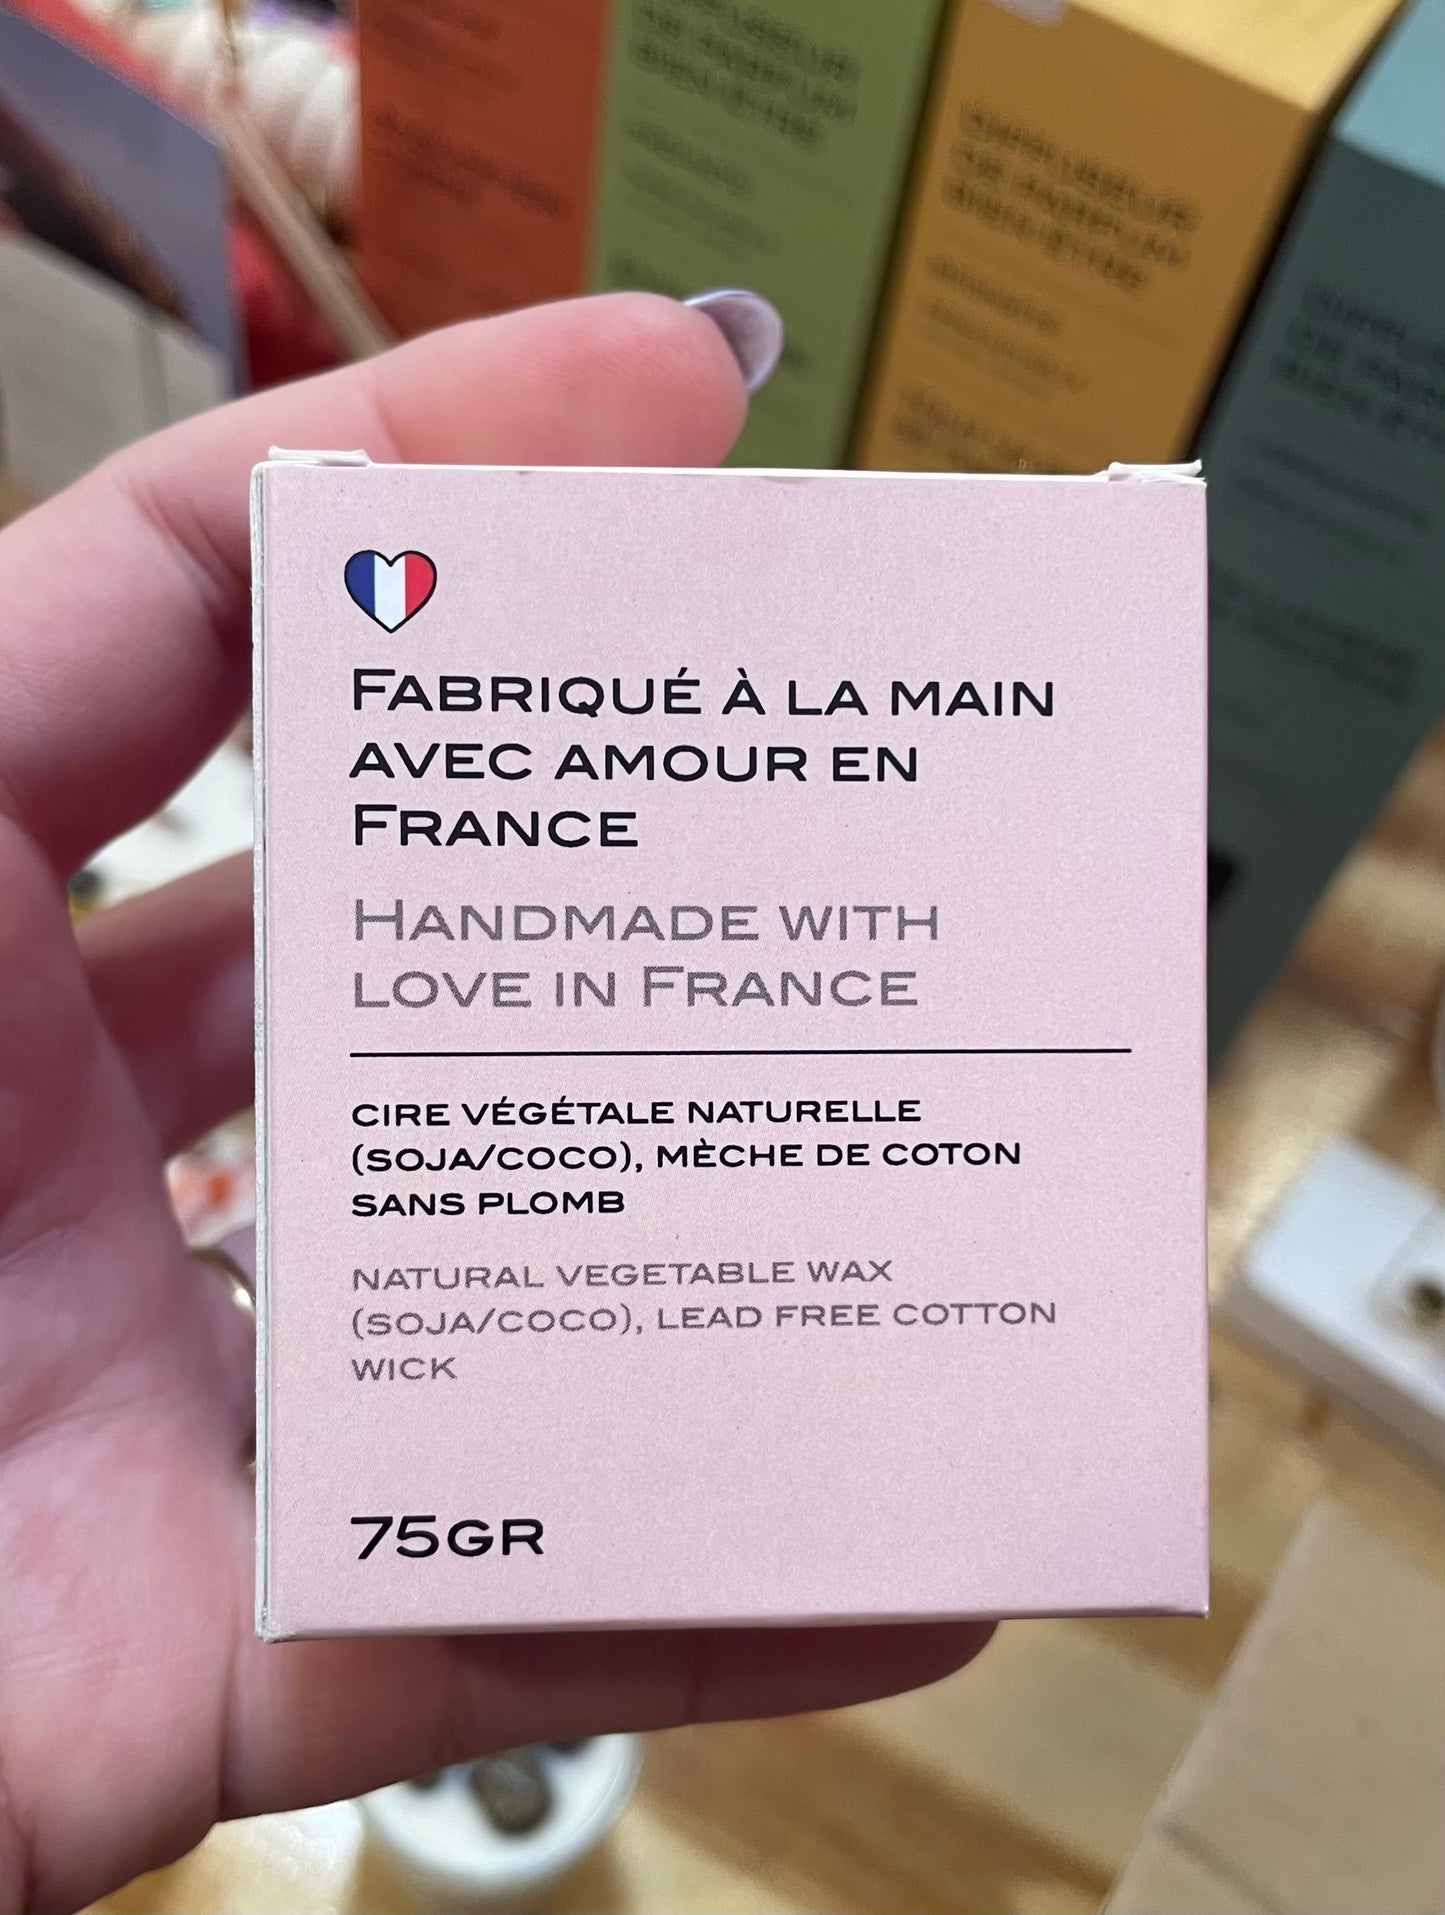 FABRIQUÉ À LA MAIN
AVEC AMOUR EN
FRANCE
HANDMADE WITH
LOVE IN FRANCE
CIRE VÉGÉTALE NATURELLE
(SOJA/COCO), MÈCHE DE COTON
SANS PLOMB
NATURAL VEGETABLE WAX
(SOJA/COCO), LEAD FREE COTTON
WICK
75GR